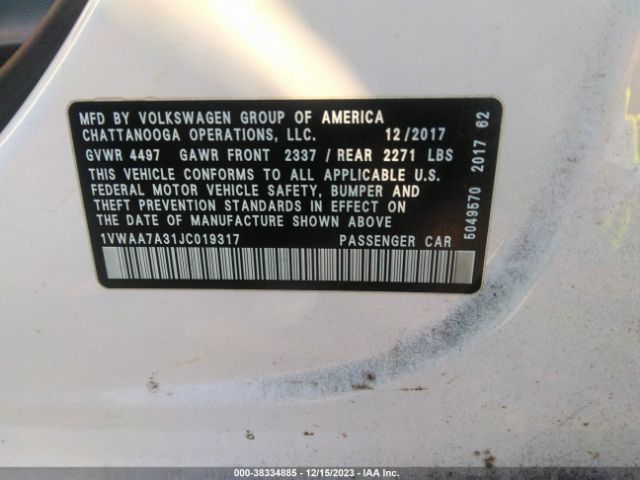 MFD BY VOLKSWAGEN GROUP OF AMERICA
CHATTANOOGA OPERATIONS, LLC. 12/2017
GVWR 4497 GAWR FRONT 2337 / REAR 2271 LBS
THIS VEHICLE CONFORMS TO ALL APPLICABLE U.S.
FEDERAL MOTOR VEHICLE SAFETY, BUMPER AND
THEFT PREVENTION STANDARDS IN EFFECT ON
THE DATE OF MANUFACTURE SHOWN ABOVE
1VWAA7A31JC019317 PASSENGER CAR
5049570 2017 62
000-38334885 - 12/15/2023 - IAA Inc.